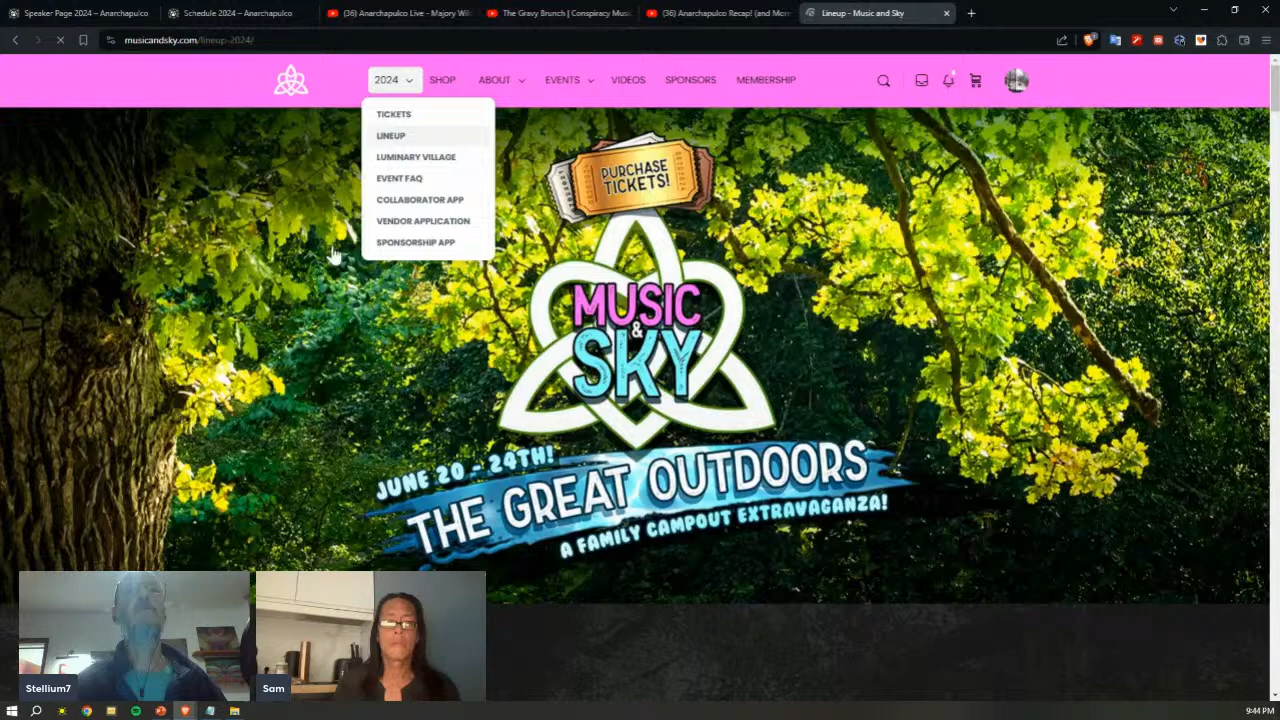 Speaker Page 2024 – Anarchapulco
Schedule 2024 – Anarchapulco
(36) Anarchapulco Live - Majory Wil
The Gravy Brunch | Conspiracy Mus
(36) Anarchapulco Recap! (and Mor
Lineup - Music and Sky
musicandsky.com/lineup-2024/
2024
SHOP
ABOUT
EVENTS
VIDEOS
SPONSORS
MEMBERSHIP
TICKETS
LINEUP
LUMINARY VILLAGE
EVENT FAQ
COLLABORATOR APP
VENDOR APPLICATION
SPONSORSHIP APP
PURCHASE
TICKETS!
MUSIC
&
SKY
JUNE 20 - 24TH!
THE GREAT OUTDOORS
A FAMILY CAMPOUT EXTRAVAGANZA!
Stellium7
Sam
9:44 PM